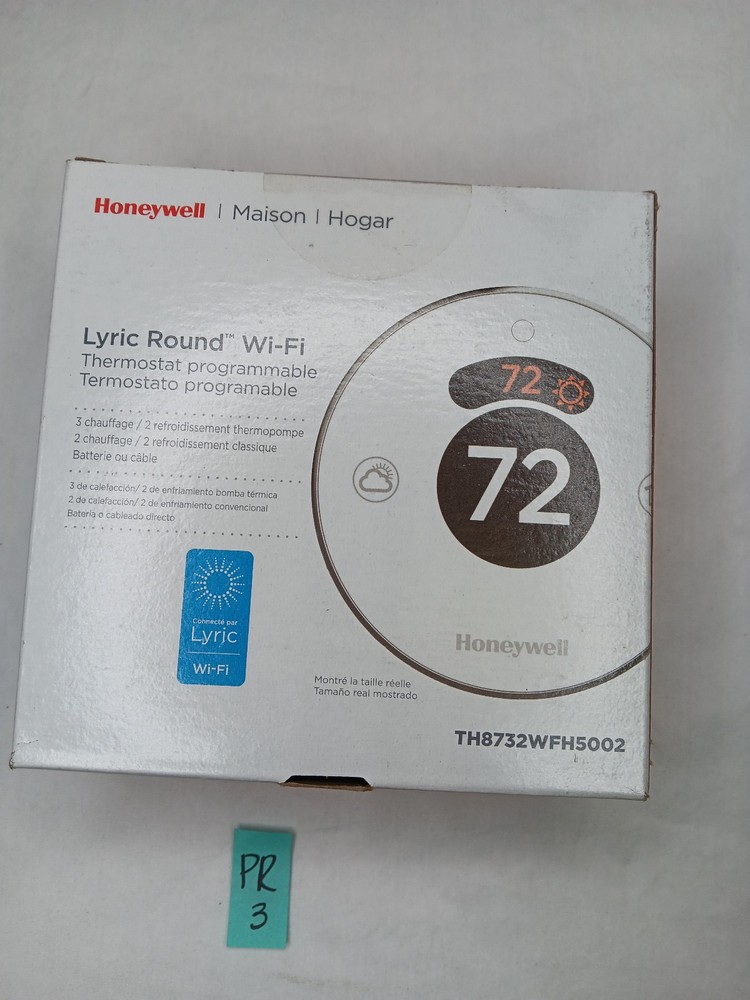 Honeywell | Maison | Hogar
Lyric Round™ Wi-Fi
Thermostat programmable
Termostato programable
3 chauffage / 2 refroidissement thermopompe
2 chauffage / 2 refroidissement classique
Batterie ou câble
3 de calefacción/ 2 de enfriamiento bomba térmica
2 de calefacción/ 2 de enfriamiento convencional
Batería o cableado directo
72
72
Honeywell
Connecté par
Lyric
Wi-Fi
Montré la taille réelle
Tamaño real mostrado
TH8732WFH5002
PR
3